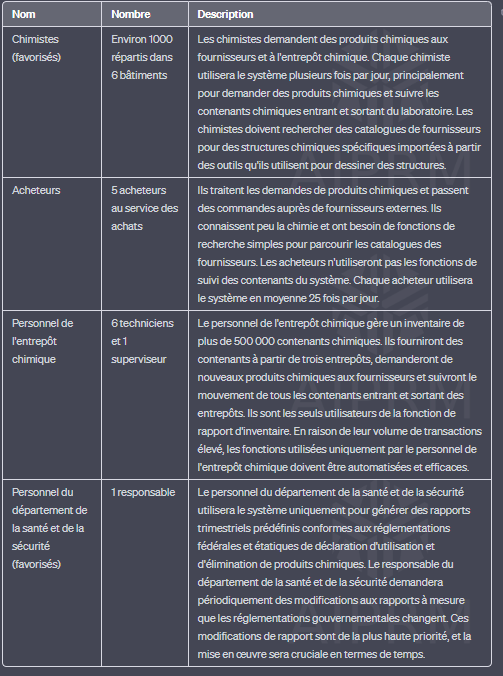 Nom Nombre Description
Chimistes
(favorisés)
Environ 1000
répartis dans
6 bâtiments
Les chimistes demandent des produits chimiques aux
fournisseurs et à l'entrepôt chimique. Chaque chimiste
utilisera le système plusieurs fois par jour, principalement
pour demander des produits chimiques et suivre les
contenants chimiques entrant et sortant du laboratoire. Les
chimistes doivent rechercher des catalogues de fournisseurs
pour des structures chimiques spécifiques importées à partir
des outils qu'ils utilisent pour dessiner des structures.
Acheteurs
5 acheteurs
au service des
achats
Ils traitent les demandes de produits chimiques et passent
des commandes auprès de fournisseurs externes. Ils
connaissent peu la chimie et ont besoin de fonctions de
recherche simples pour parcourir les catalogues des
fournisseurs. Les acheteurs n'utiliseront pas les fonctions de
suivi des contenants du système. Chaque acheteur utilisera
le système en moyenne 25 fois par jour.
Personnel de
l'entrepôt
chimique
6 techniciens
et 1
superviseur
Le personnel de l'entrepôt chimique gère un inventaire de
plus de 500 000 contenants chimiques. Ils fourniront des
contenants à partir de trois entrepôts, demanderont de
nouveaux produits chimiques aux fournisseurs et suivront le
mouvement de tous les contenants entrant et sortant des
entrepôts. Ils sont les seuls utilisateurs de la fonction de
rapport d'inventaire. En raison de leur volume de transactions
élevé, les fonctions utilisées uniquement par le personnel de
l'entrepôt chimique doivent être automatisées et efficaces.
Personnel du
département de
la santé et de la
sécurité
(favorisés)
1 responsable
Le personnel du département de la santé et de la sécurité
utilisera le système uniquement pour générer des rapports
trimestriels prédéfinis conformes aux réglementations
fédérales et étatiques de déclaration d'utilisation et
d'élimination de produits chimiques. Le responsable du
département de la santé et de la sécurité demandera
périodiquement des modifications aux rapports à mesure
que les réglementations gouvernementales changent. Ces
modifications de rapport sont de la plus haute priorité, et la
mise en œuvre sera cruciale en termes de temps.
AIPRM
AIPRM
AIPRM